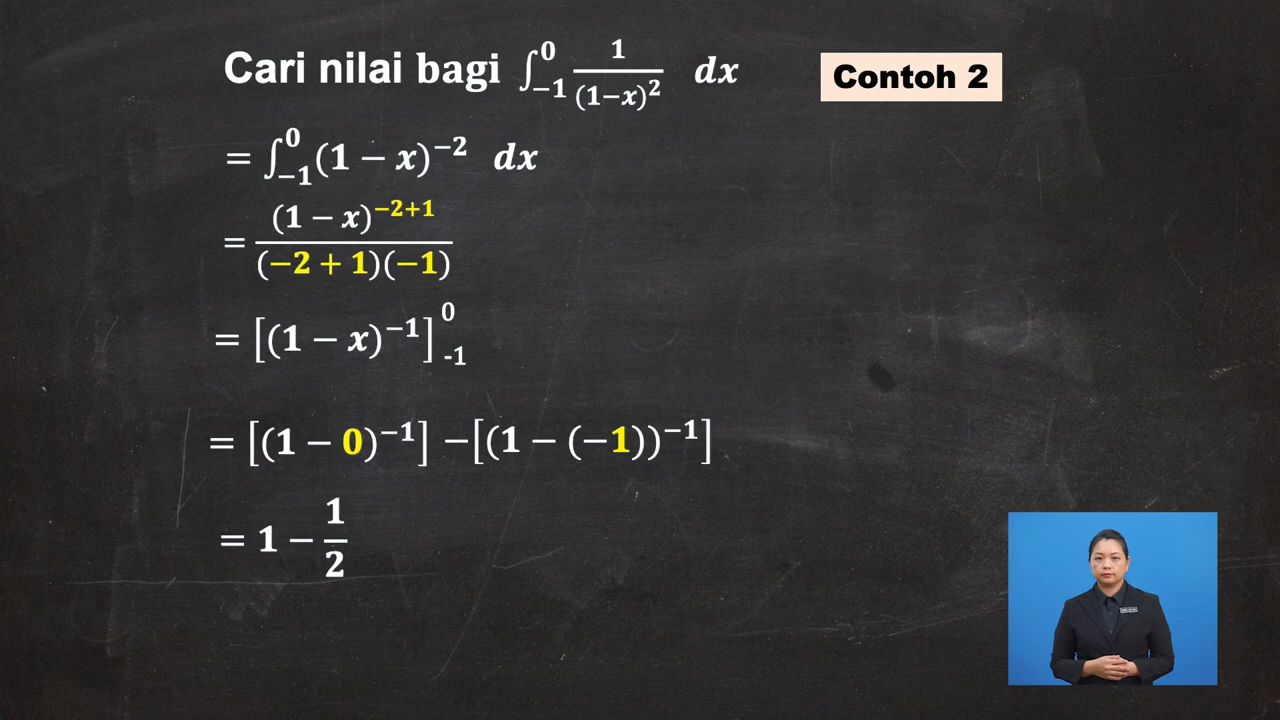 Cari nilai bagi ∫₋₁⁰ 1/(1−x)² dx
Contoh 2
= ∫₋₁⁰ (1 − x)⁻² dx
= (1 − x)⁻²⁺¹ / (−2 + 1)(−1)
= [(1 − x)⁻¹]₋₁⁰
= [(1 − 0)⁻¹] −[(1 − (−1))⁻¹]
= 1 − 1/2